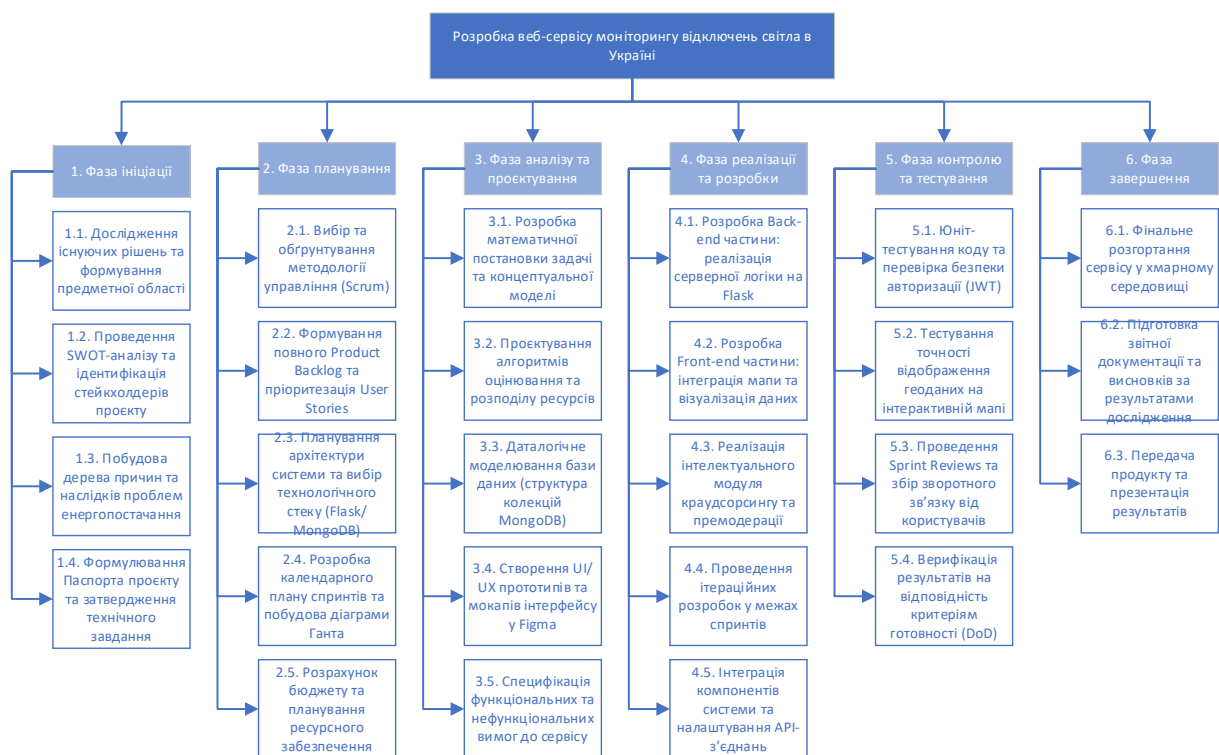 Розробка веб-сервісу моніторингу відключень світла в
Україні
1. Фаза ініціації
1.1. Дослідження
існуючих рішень та
формування
предметної області
1.2. Проведення
SWOT-аналізу та
ідентифікація
стейкхолдерів
проєкту
1.3. Побудова
дерева причин та
наслідків проблем
енергопостачання
1.4. Формулювання
Паспорта проєкту
та затвердження
технічного
завдання
2. Фаза планування
2.1. Вибір та
обґрунтування
методології
управління (Scrum)
2.2. Формування
повного Product
Backlog та
пріоритезація User
Stories
2.3. Планування
архітектури
системи та вибір
технологічного
стеку (Flask/
MongoDB)
2.4. Розробка
календарного
плану спринтів та
побудова діаграми
Ганта
2.5. Розрахунок
бюджету та
планування
ресурсного
забезпечення
3. Фаза аналізу та
проєктування
3.1. Розробка
математичної
постановки задачі
та концептуальної
моделі
3.2. Проєктування
алгоритмів
оцінювання та
розподілу ресурсів
3.3. Даталогічне
моделювання бази
даних (структура
колекцій
MongoDB)
3.4. Створення UI/
UX прототипів та
мокапів інтерфейсу
у Figma
3.5. Специфікація
функціональних та
нефункціональних
вимог до сервісу
4. Фаза реалізації
та розробки
4.1. Розробка Back-
end частини:
реалізація
серверної логіки на
Flask
4.2. Розробка
Front-end частини:
інтеграція мапи та
візуалізація даних
4.3. Реалізація
інтелектуального
модуля
краудсорсингу та
премодерації
4.4. Проведення
ітераційних
розробок у межах
спринтів
4.5. Інтеграція
компонентів
системи та
налаштування API-
з’єднань
5. Фаза контролю
та тестування
5.1. Юніт-
тестування коду та
перевірка безпеки
авторизації (JWT)
5.2. Тестування
точності
відображення
геоданих на
інтерактивній мапі
5.3. Проведення
Sprint Reviews та
збір зворотного
зв’язку від
користувачів
5.4. Верифікація
результатів на
відповідність
критеріям
готовності (DoD)
6. Фаза
завершення
6.1. Фінальне
розгортання
сервісу у хмарному
середовищі
6.2. Підготовка
звітної
документації та
висновків за
результатами
дослідження
6.3. Передача
продукту та
презентація
результатів